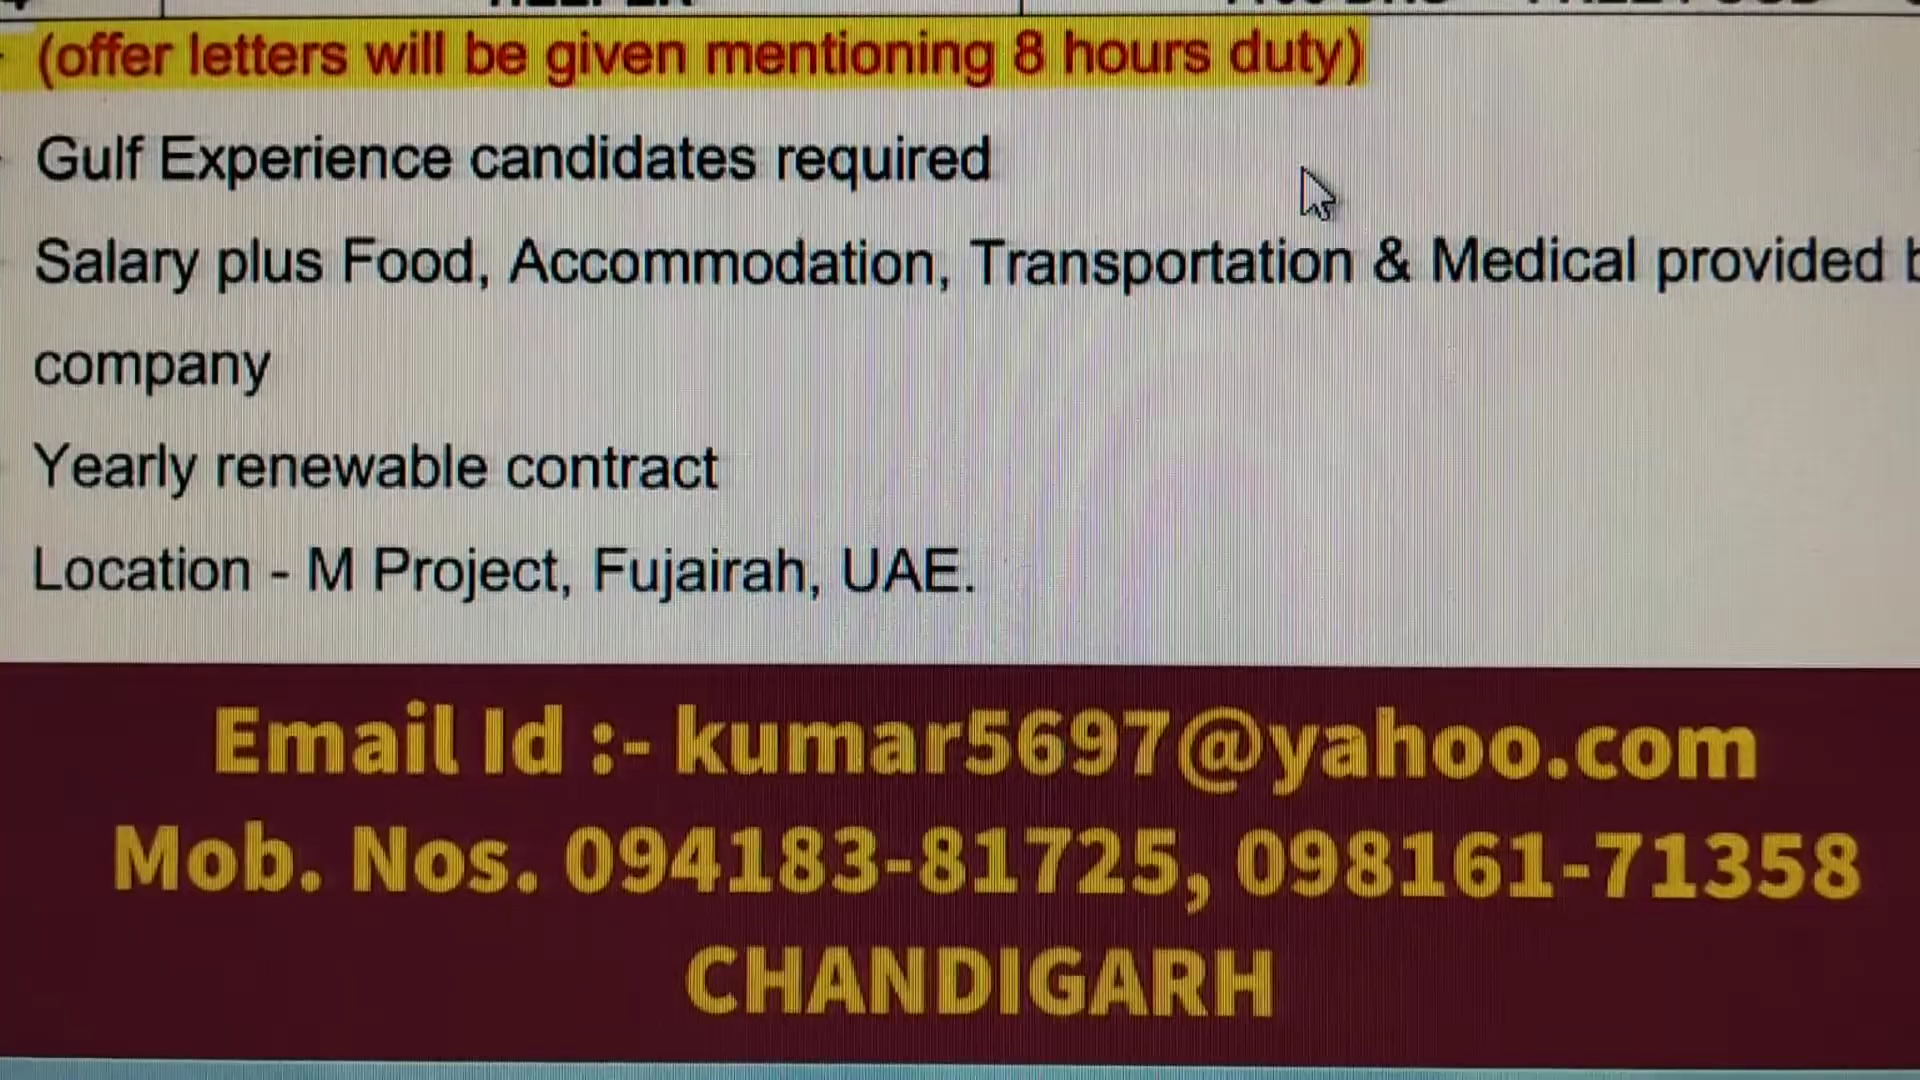 HELPER
(offer letters will be given mentioning 8 hours duty)
Gulf Experience candidates required
Salary plus Food, Accommodation, Transportation & Medical provided
company
Yearly renewable contract
Location - M Project, Fujairah, UAE.
Email Id :- kumar5697@yahoo.com
Mob. Nos. 094183-81725, 098161-71358
CHANDIGARH